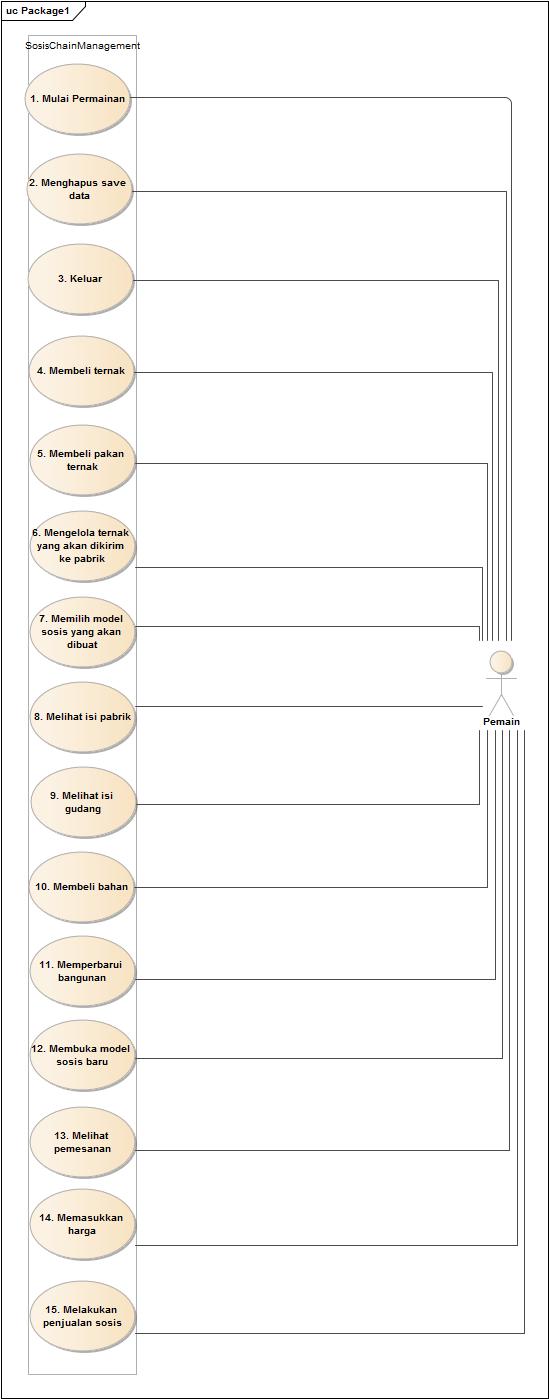 uc Package1
SosisChainManagement
1. Mulai Permainan
2. Menghapus save
data
3. Keluar
4. Membeli ternak
5. Membeli pakan
ternak
6. Mengelola ternak
yang akan dikirim
ke pabrik
7. Memilih model
sosis yang akan
dibuat
8. Melihat isi pabrik
Pemain
9. Melihat isi
gudang
10. Membeli bahan
11. Memperbarui
bangunan
12. Membuka model
sosis baru
13. Melihat
pemesanan
14. Memasukkan
harga
15. Melakukan
penjualan sosis